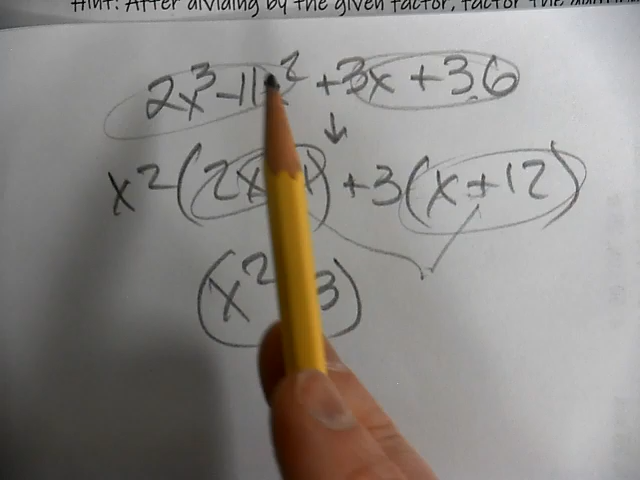 Hint: After dividing by the given factor, factor the
2x³-11x² +3x +36
↓
x²(2x ) +3(x+12)
(x² 3)